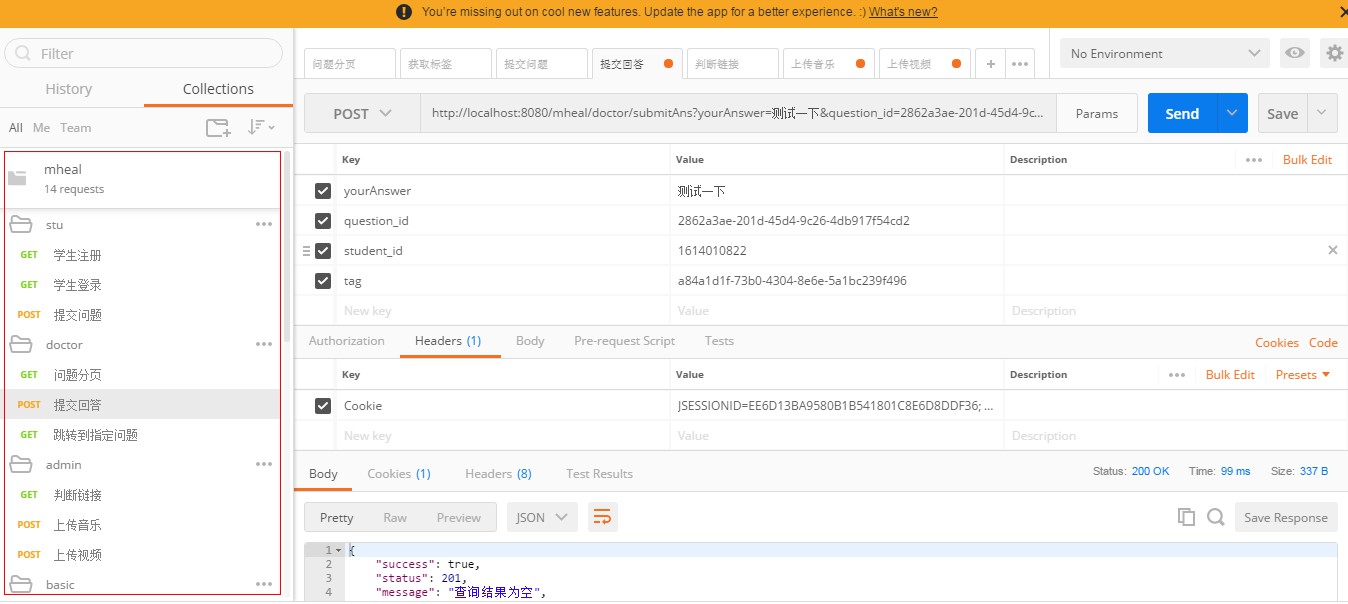 You’re missing out on cool new features. Update the app for a better experience. :) What's new?
Filter
History Collections
All Me Team
mheal
14 requests
stu
GET 学生注册
GET 学生登录
POST 提交问题
doctor
GET 问题分页
POST 提交回答
GET 跳转到指定问题
admin
GET 判断链接
POST 上传音乐
POST 上传视频
basic
问题分页 获取标签 提交问题 提交回答 判断链接 上传音乐 上传视频
No Environment
POST http://localhost:8080/mheal/doctor/submitAns?yourAnswer=测试一下&question_id=2862a3ae-201d-45d4-9c... Params Send Save
Key Value Description Bulk Edit
yourAnswer 测试一下
question_id 2862a3ae-201d-45d4-9c26-4db917f54cd2
student_id 1614010822
tag a84a1d1f-73b0-4304-8e6e-5a1bc239f496
New key Value Description
Authorization Headers (1) Body Pre-request Script Tests Cookies Code
Key Value Description Bulk Edit Presets
Cookie JSESSIONID=EE6D13BA9580B1B541801C8E6D8DDF36; ...
New key Value Description
Body Cookies (1) Headers (8) Test Results Status: 200 OK Time: 99 ms Size: 337 B
Pretty Raw Preview JSON Save Response
1 {
2 "success": true,
3 "status": 201,
4 "message": "查询结果为空",